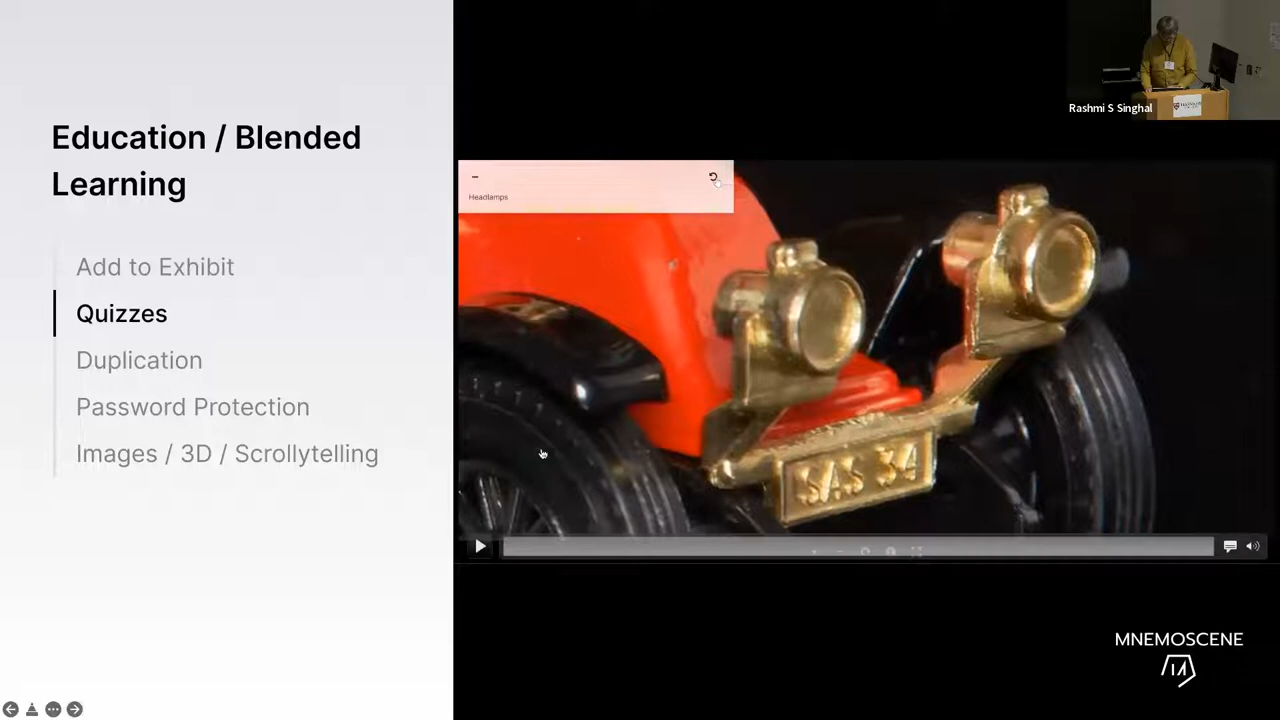 Education / Blended
Learning
Add to Exhibit
Quizzes
Duplication
Password Protection
Images / 3D / Scrollytelling
Rashmi S Singhal
Headlamps
SAS 34
MNEMOSCENE